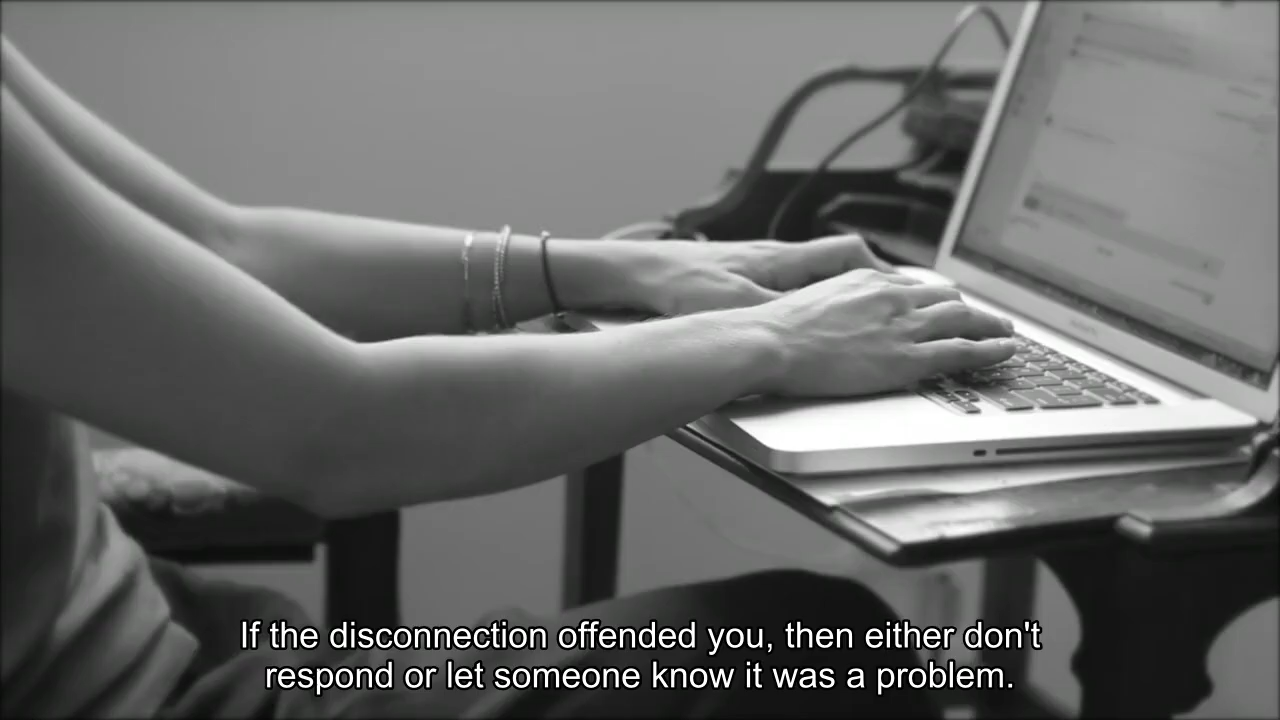 If the disconnection offended you, then either don't
respond or let someone know it was a problem.